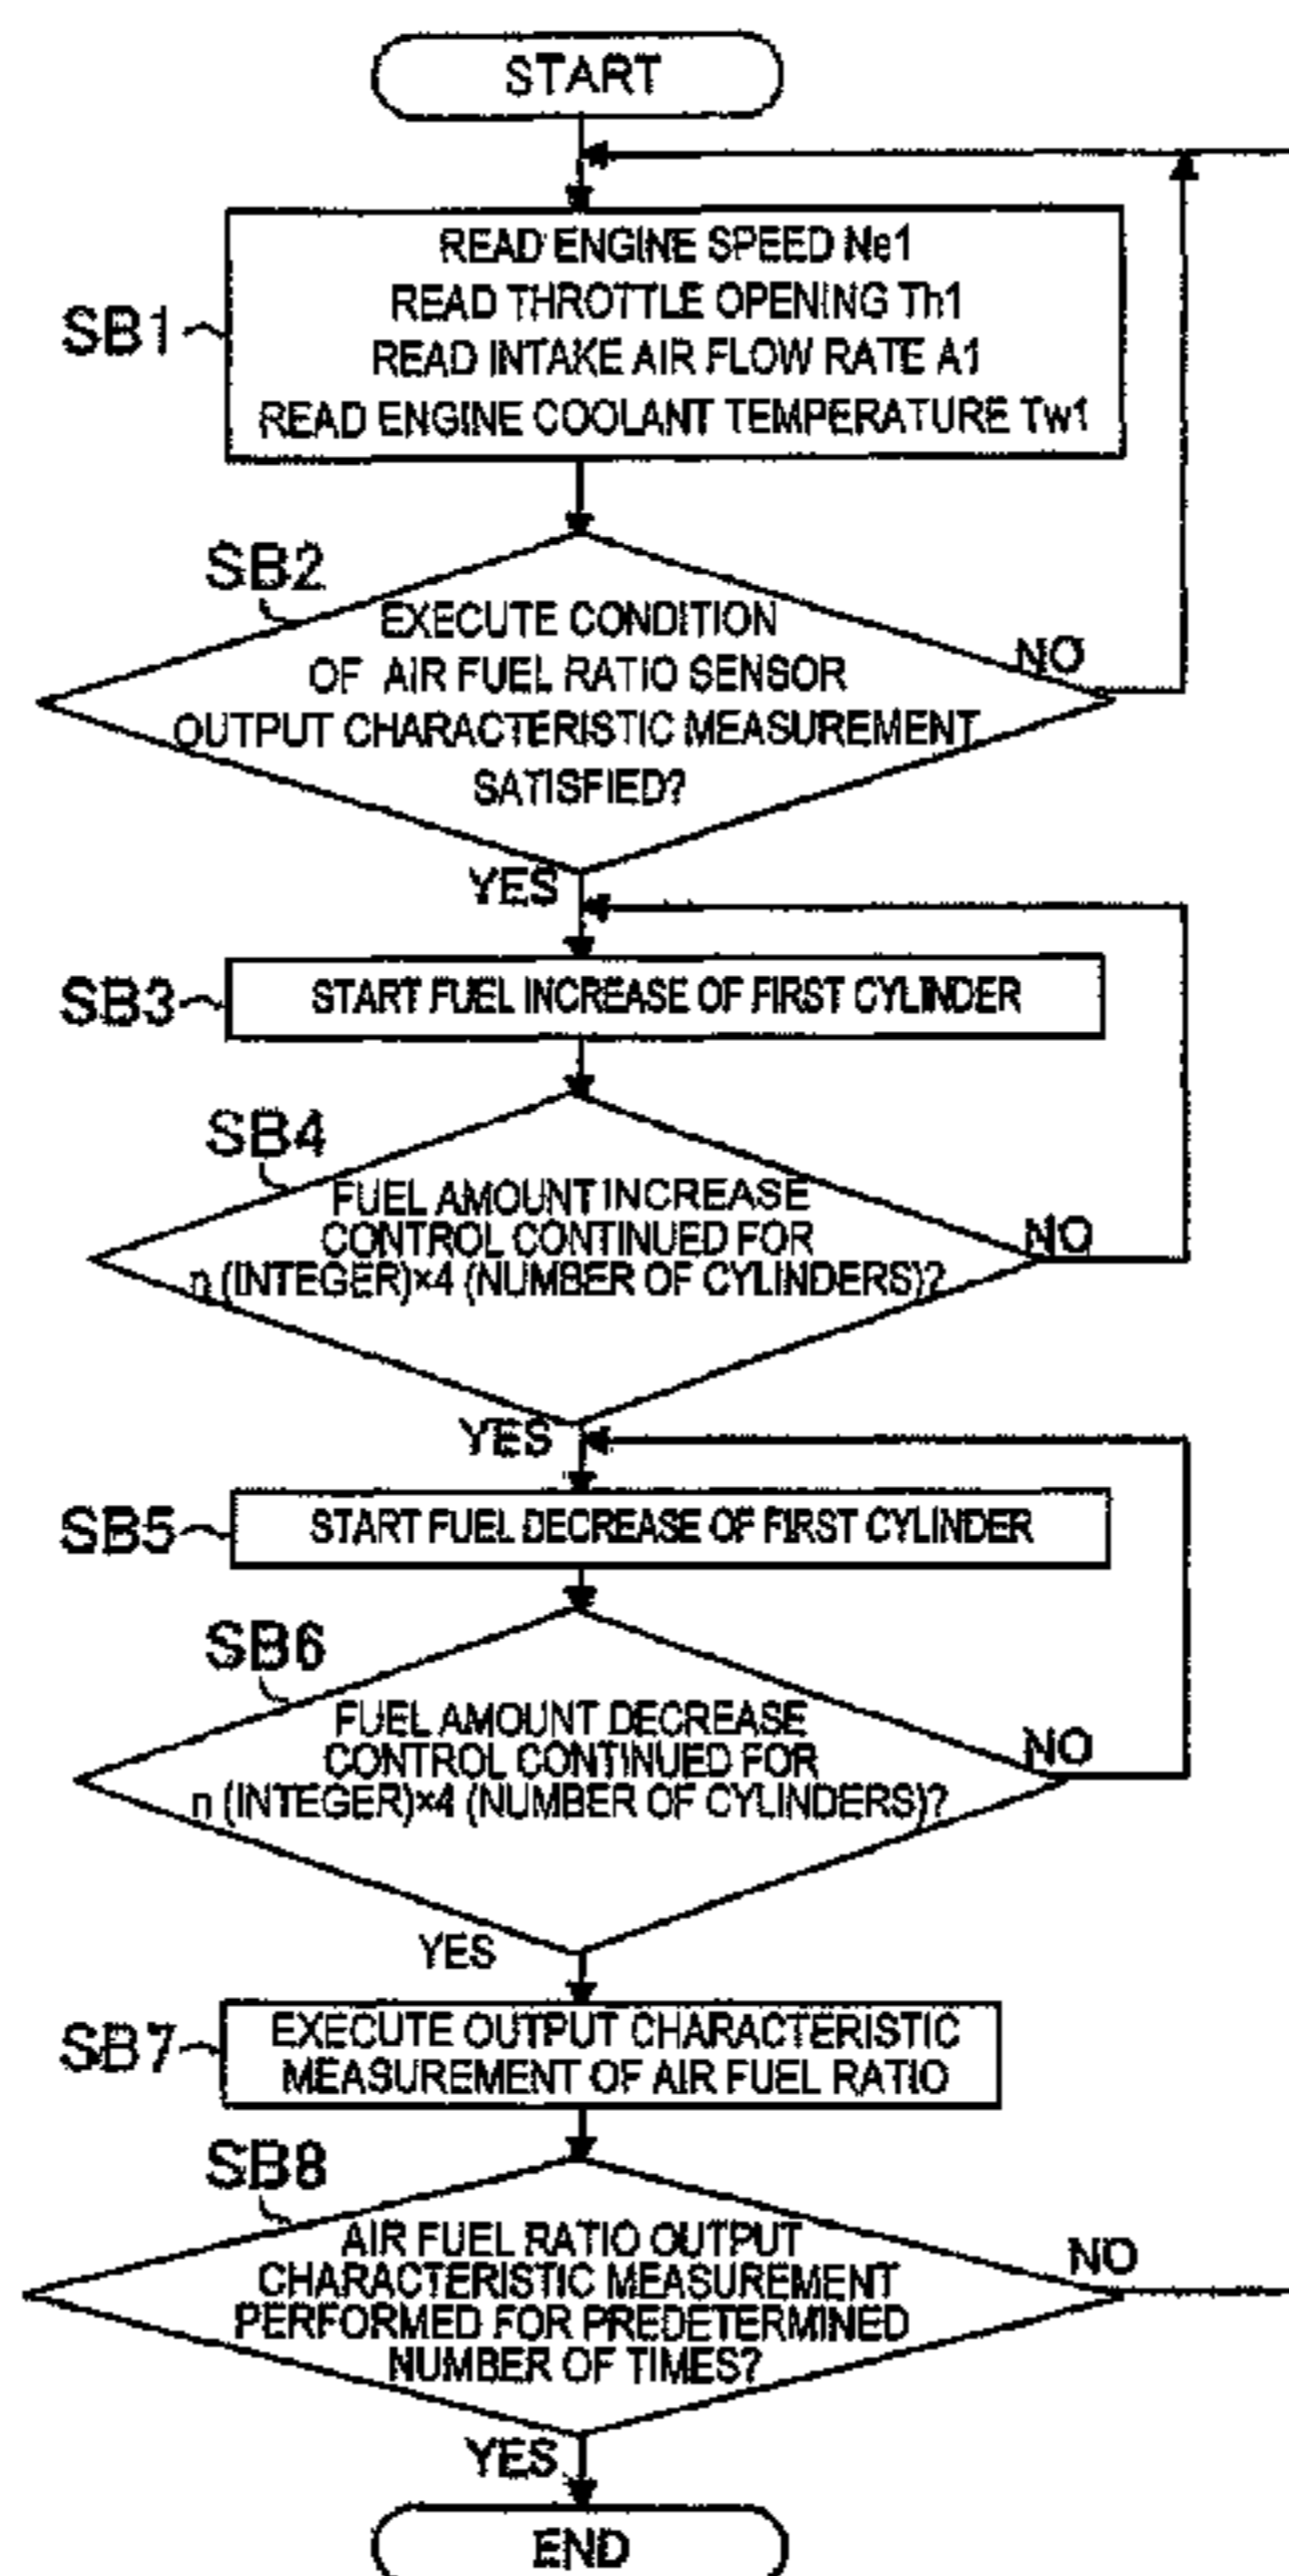 START
READ ENGINE SPEED Ne1
READ THROTTLE OPENING Th1
READ INTAKE AIR FLOW RATE A1
READ ENGINE COOLANT TEMPERATURE Tw1
SB1
SB2
EXECUTE CONDITION
OF AIR FUEL RATIO SENSOR
OUTPUT CHARACTERISTIC MEASUREMENT
SATISFIED?
NO
YES
SB3
START FUEL INCREASE OF FIRST CYLINDER
SB4
FUEL AMOUNT INCREASE
CONTROL CONTINUED FOR
n (INTEGER)×4 (NUMBER OF CYLINDERS)?
NO
YES
SB5
START FUEL DECREASE OF FIRST CYLINDER
SB6
FUEL AMOUNT DECREASE
CONTROL CONTINUED FOR
n (INTEGER)×4 (NUMBER OF CYLINDERS)?
NO
YES
SB7
EXECUTE OUTPUT CHARACTERISTIC
MEASUREMENT OF AIR FUEL RATIO
SB8
AIR FUEL RATIO OUTPUT
CHARACTERISTIC MEASUREMENT
PERFORMED FOR PREDETERMINED
NUMBER OF TIMES?
NO
YES
END